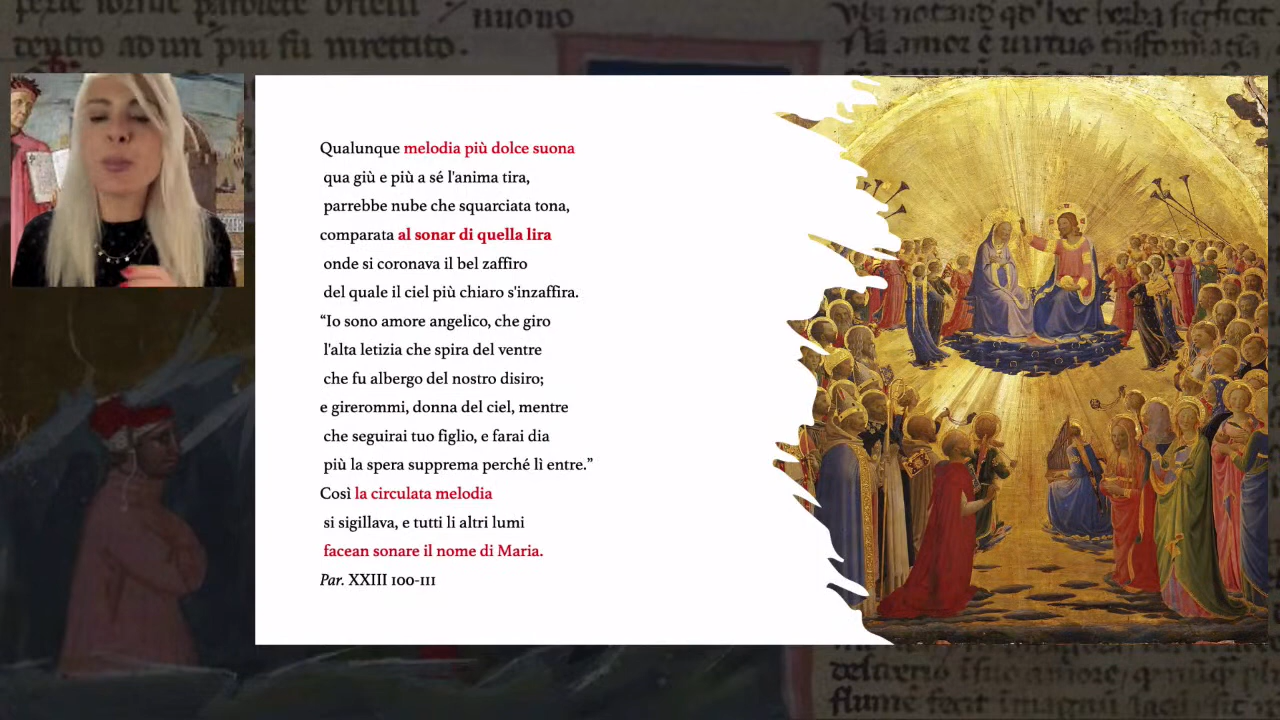 Qualunque melodia più dolce suona
qua giù e più a sé l'anima tira,
parrebbe nube che squarciata tona,
comparata al sonar di quella lira
onde si coronava il bel zaffiro
del quale il ciel più chiaro s'inzaffira.
“Io sono amore angelico, che giro
l'alta letizia che spira del ventre
che fu albergo del nostro disiro;
e girerommi, donna del ciel, mentre
che seguirai tuo figlio, e farai dia
più la spera supprema perché lì entre.”
Così la circulata melodia
si sigillava, e tutti li altri lumi
facean sonare il nome di Maria.
Par. XXIII 100-111